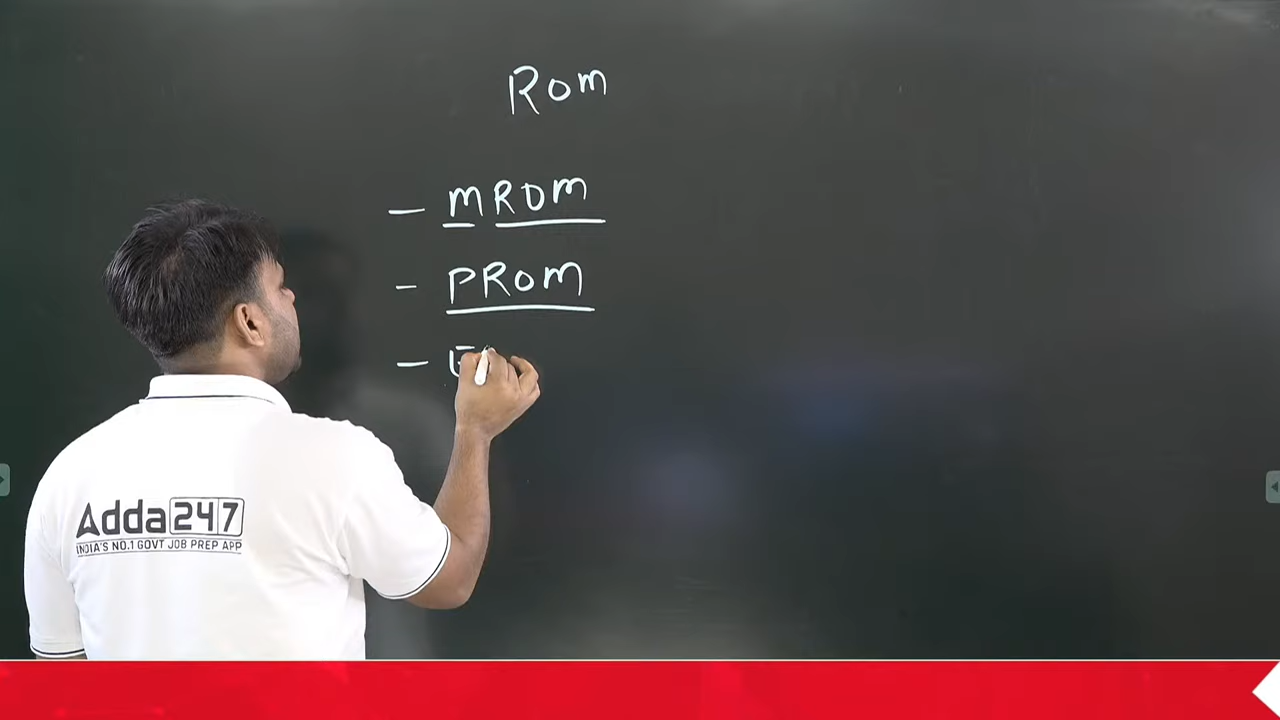 Rom
- MROM
- PROM
- E
Adda247
INDIA'S NO.1 GOVT JOB PREP APP